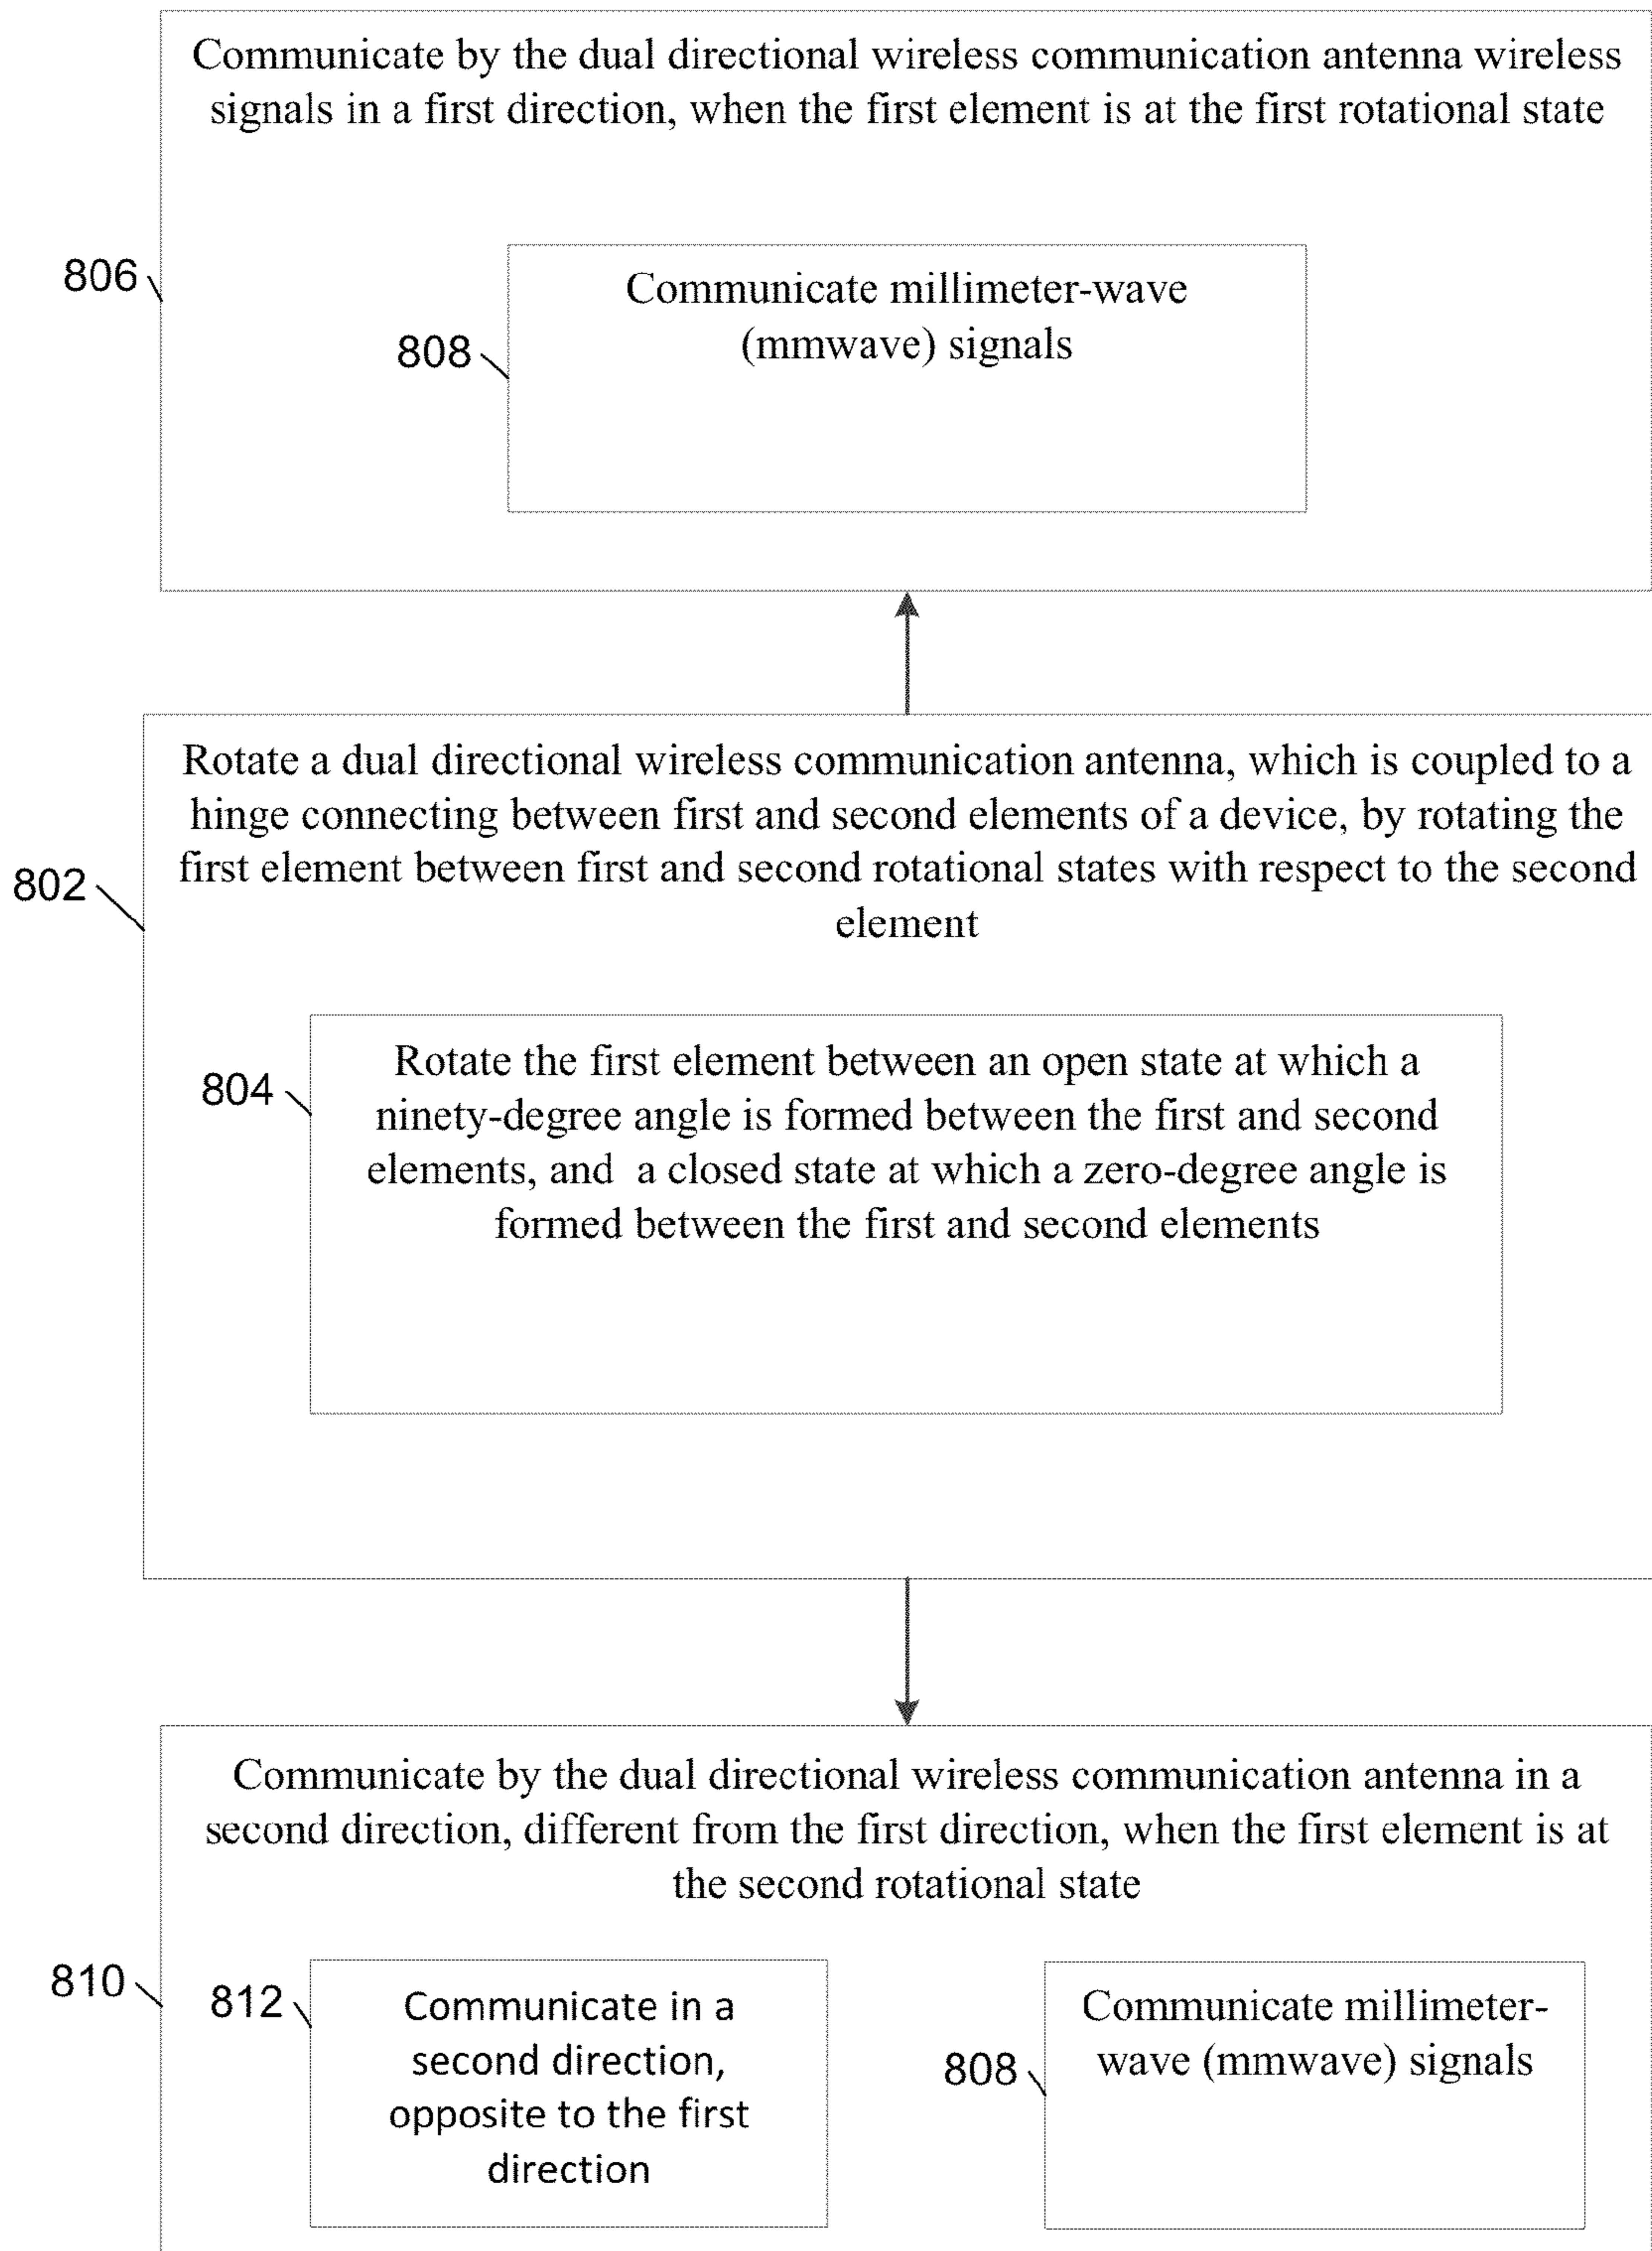 Communicate by the dual directional wireless communication antenna wireless
signals in a first direction, when the first element is at the first rotational state
806
Communicate millimeter-wave
(mmwave) signals
808
Rotate a dual directional wireless communication antenna, which is coupled to a
hinge connecting between first and second elements of a device, by rotating the
first element between first and second rotational states with respect to the second
element
802
Rotate the first element between an open state at which a
ninety-degree angle is formed between the first and second
elements, and a closed state at which a zero-degree angle is
formed between the first and second elements
804
Communicate by the dual directional wireless communication antenna in a
second direction, different from the first direction, when the first element is at
the second rotational state
810
812
Communicate in a
second direction,
opposite to the first
direction
808
Communicate millimeter-
wave (mmwave) signals